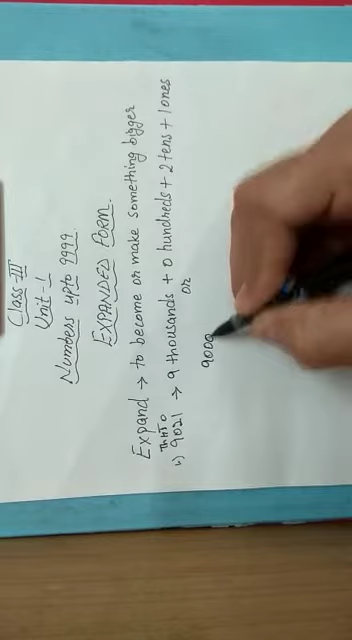 Class-III
Unit-1
Numbers upto 9999.
EXPANDED FORM.
Expand → to become or make something bigger
Th H T O
i) 9021 → 9 thousands + 0 hundreds + 2 tens + 1 ones
or
9000